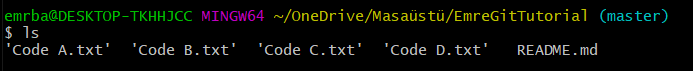 emrba@DESKTOP-TKHHJCC MINGW64 ~/OneDrive/Masaüstü/EmreGitTutorial (master)
$ ls
'Code A.txt'  'Code B.txt'  'Code C.txt'  'Code D.txt'   README.md